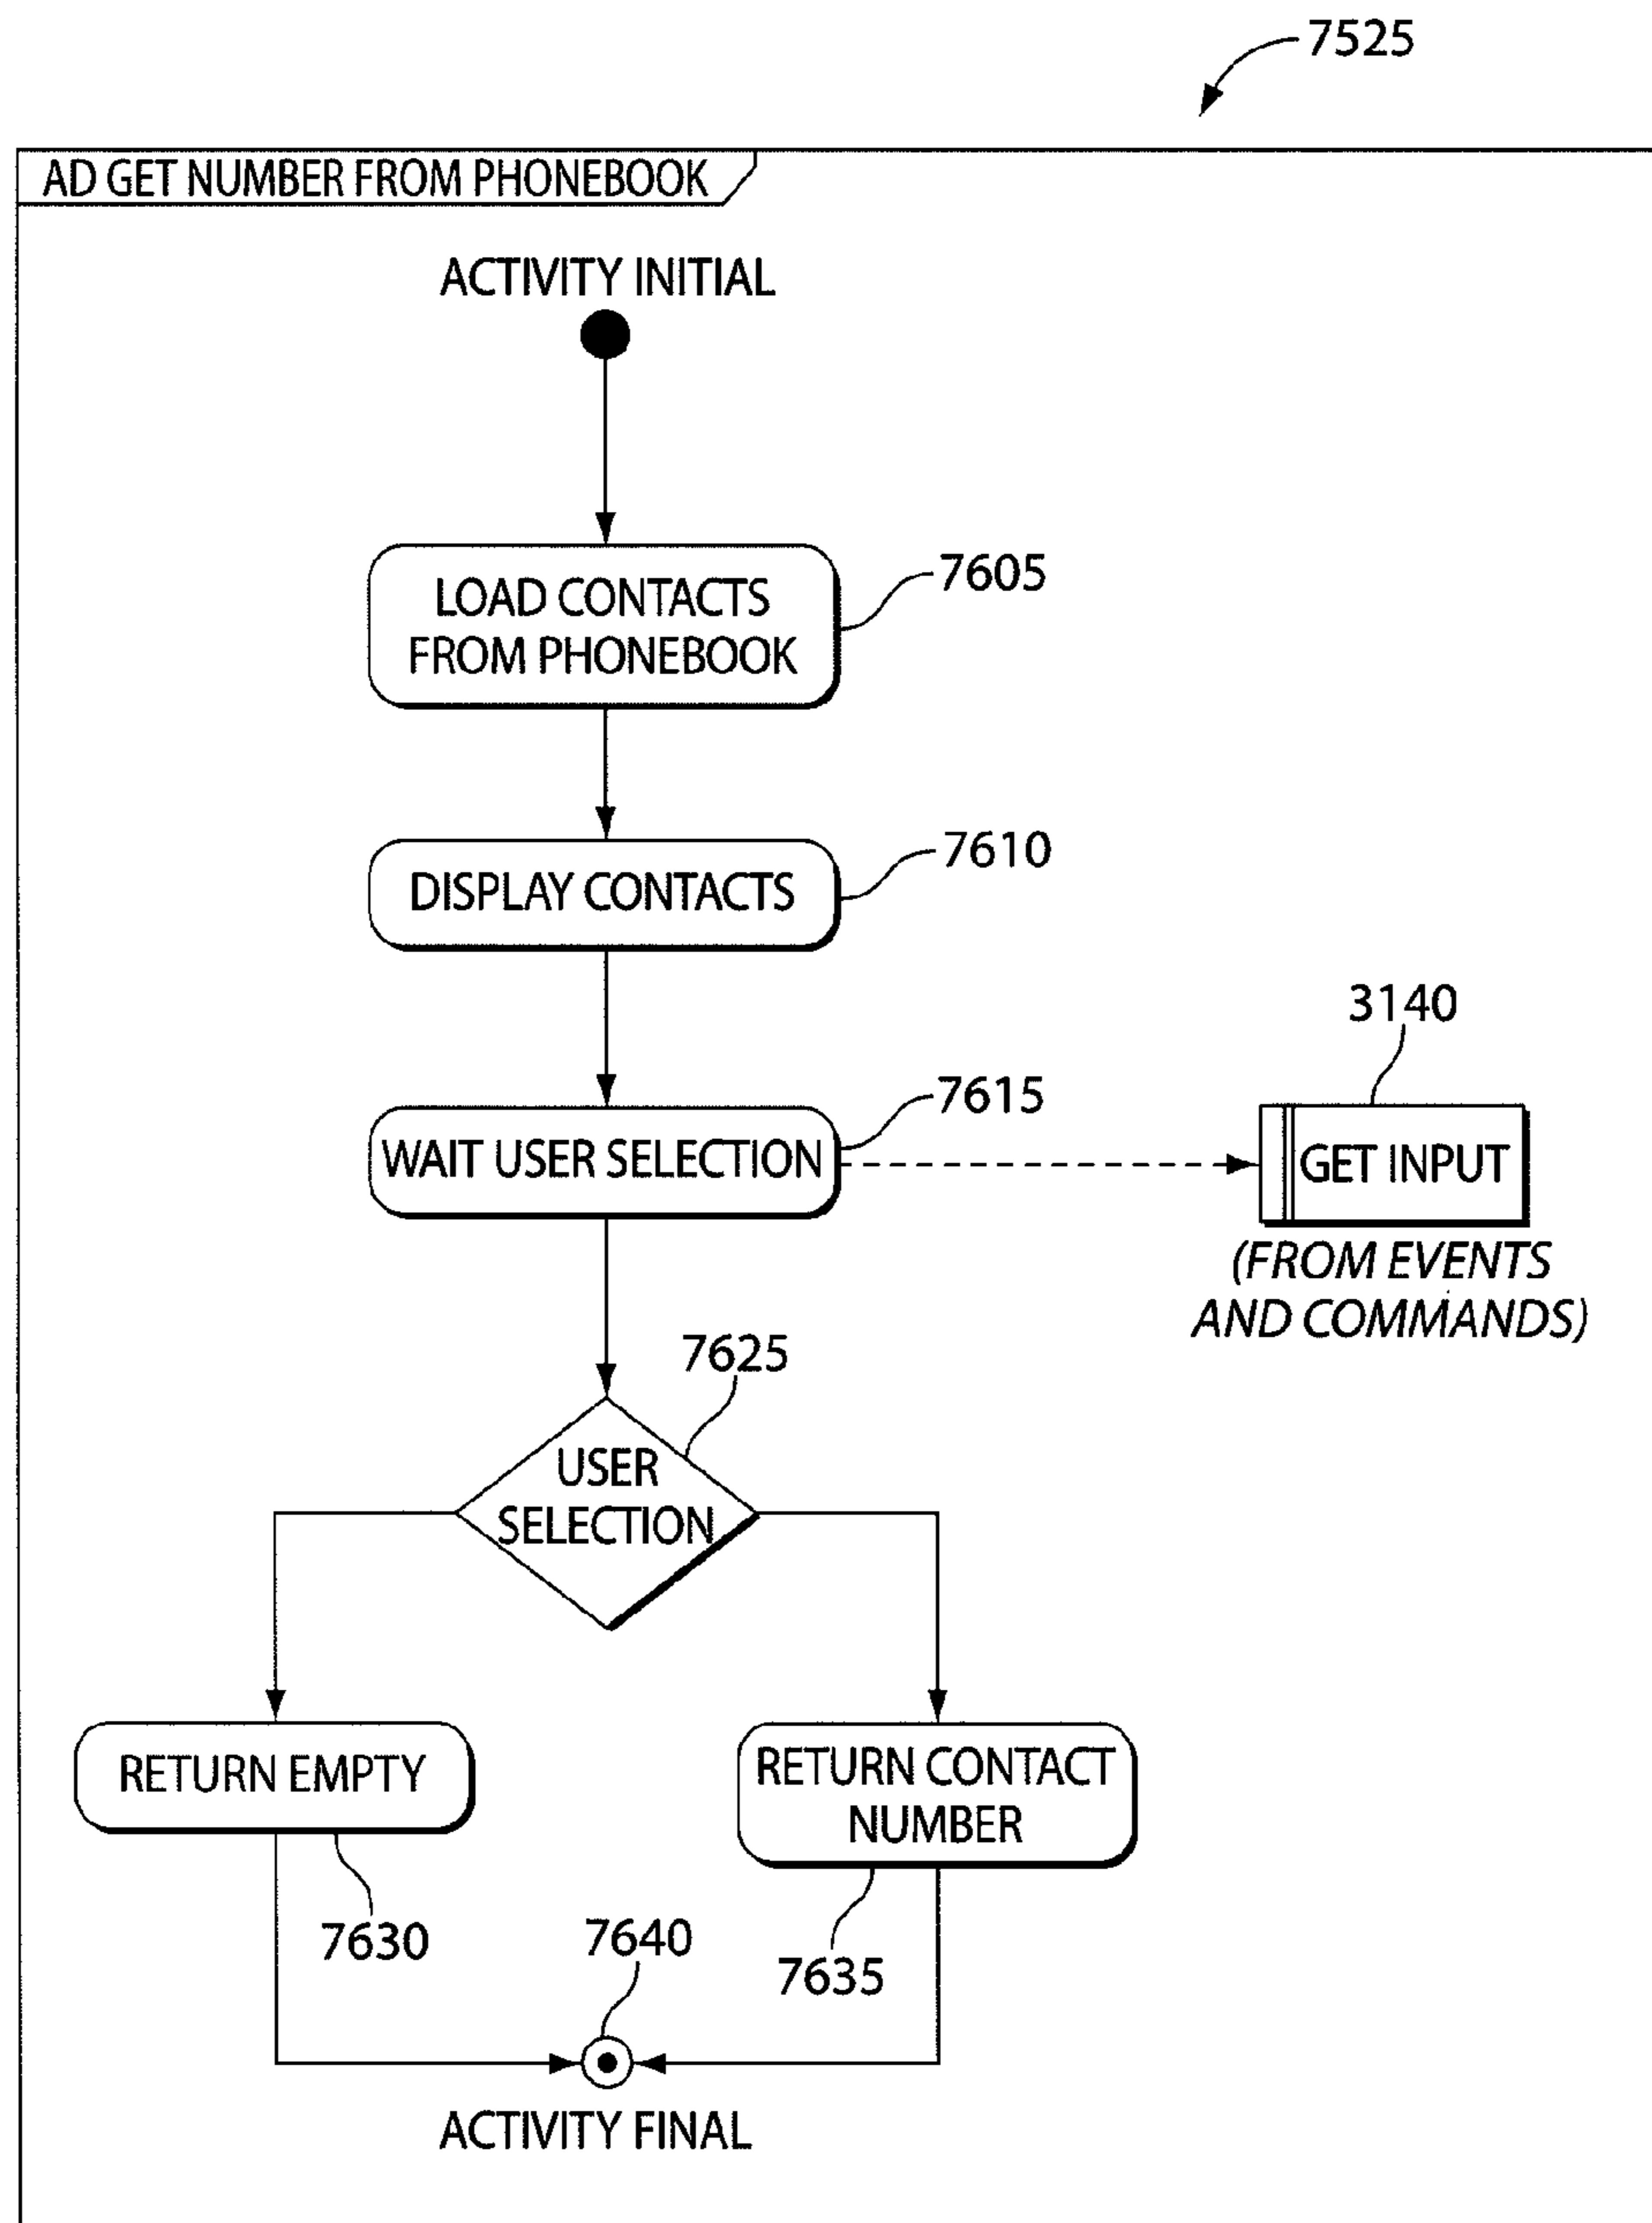 7525
AD GET NUMBER FROM PHONEBOOK
ACTIVITY INITIAL
LOAD CONTACTS
FROM PHONEBOOK
7605
DISPLAY CONTACTS
7610
WAIT USER SELECTION
7615
3140
GET INPUT
(FROM EVENTS
AND COMMANDS)
7625
USER
SELECTION
RETURN EMPTY
RETURN CONTACT
NUMBER
7630
7640
7635
ACTIVITY FINAL